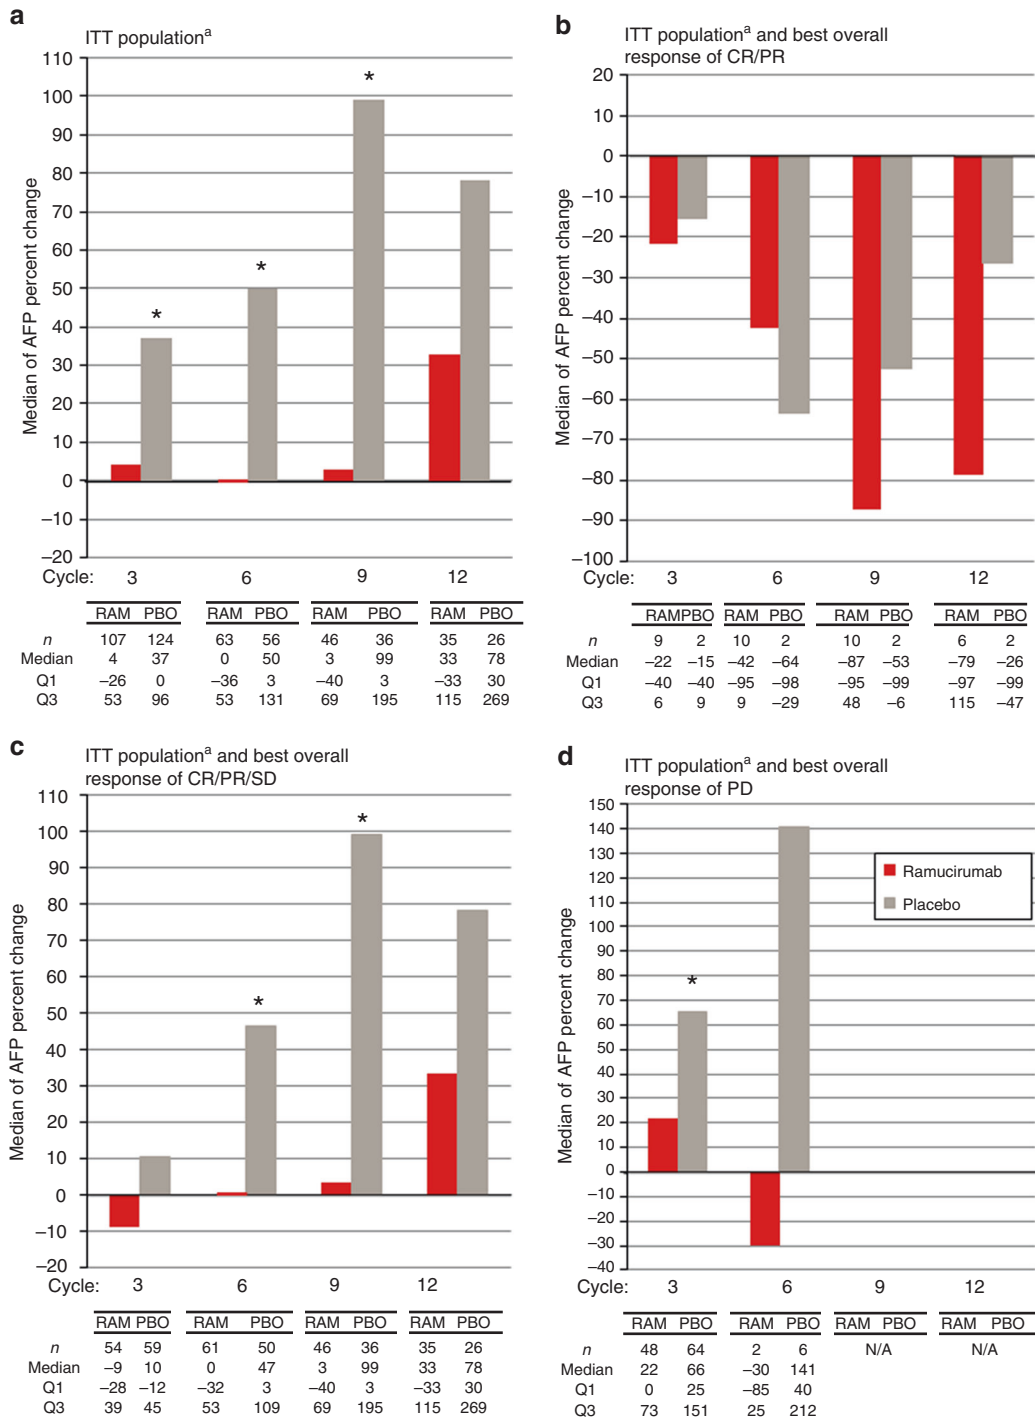 a
ITT populationª
Median of AFP percent change
110
100
90
80
70
60
50
40
30
20
10
0
–10
–20
*
*
*
Cycle: 3 6 9 12
RAM PBO RAM PBO RAM PBO RAM PBO
n 107 124 63 56 46 36 35 26
Median 4 37 0 50 3 99 33 78
Q1 –26 0 –36 3 –40 3 –33 30
Q3 53 96 53 131 69 195 115 269
b
ITT populationª and best overall
response of CR/PR
Median of AFP percent change
20
10
0
–10
–20
–30
–40
–50
–60
–70
–80
–90
–100
3 6 9 12
RAM PBO RAM PBO RAM PBO RAM PBO
n 9 2 10 2 10 2 6 2
Median –22 –15 –42 –64 –87 –53 –79 –26
Q1 –40 –40 –95 –98 –95 –99 –97 –99
Q3 6 9 9 –29 48 –6 115 –47
c
ITT populationª and best overall
response of CR/PR/SD
Median of AFP percent change
110
100
90
80
70
60
50
40
30
20
10
0
–10
–20
*
*
Cycle: 3 6 9 12
RAM PBO RAM PBO RAM PBO RAM PBO
n 54 59 61 50 46 36 35 26
Median –9 10 0 47 3 99 33 78
Q1 –28 –12 –32 3 –40 3 –33 30
Q3 39 45 53 109 69 195 115 269
d
ITT populationª and best overall
response of PD
Median of AFP percent change
150
140
130
120
110
100
90
80
70
60
50
40
30
20
10
0
–10
–20
–30
–40
*
Ramucirumab
Placebo
Cycle: 3 6 9 12
RAM PBO RAM PBO RAM PBO RAM PBO
n 48 64 2 6 N/A N/A
Median 22 66 –30 141
Q1 0 25 –85 40
Q3 73 151 25 212